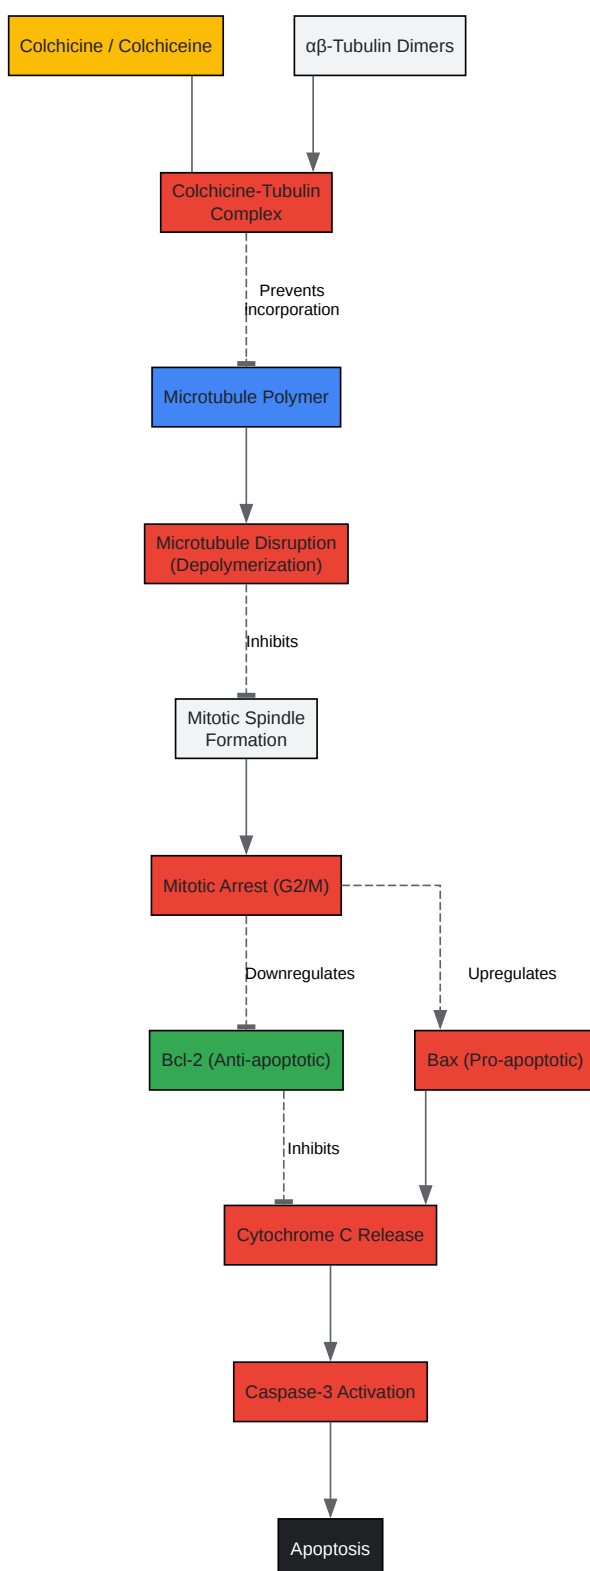 Colchicine / Colchiceine
αβ-Tubulin Dimers
Colchicine-Tubulin
Complex
Prevents
incorporation
Microtubule Polymer
Microtubule Disruption
(Depolymerization)
Inhibits
Mitotic Spindle
Formation
Mitotic Arrest (G2/M)
Downregulates
Upregulates
Bcl-2 (Anti-apoptotic)
Bax (Pro-apoptotic)
Inhibits
Cytochrome C Release
Caspase-3 Activation
Apoptosis